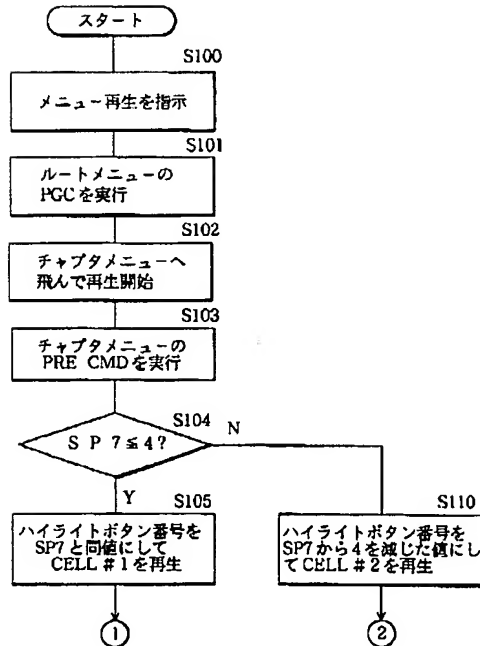 スタート
S100
メニュー再生を指示
S101
ルートメニューの
PGCを実行
S102
チャプタメニューへ
飛んで再生開始
S103
チャプタメニューの
PRE CMDを実行
S104
SP7≦4?
N
Y
S105
ハイライトボタン番号を
SP7と同値にして
CELL #1を再生
S110
ハイライトボタン番号を
SP7から4を減じた値にし
てCELL #2を再生
1
2